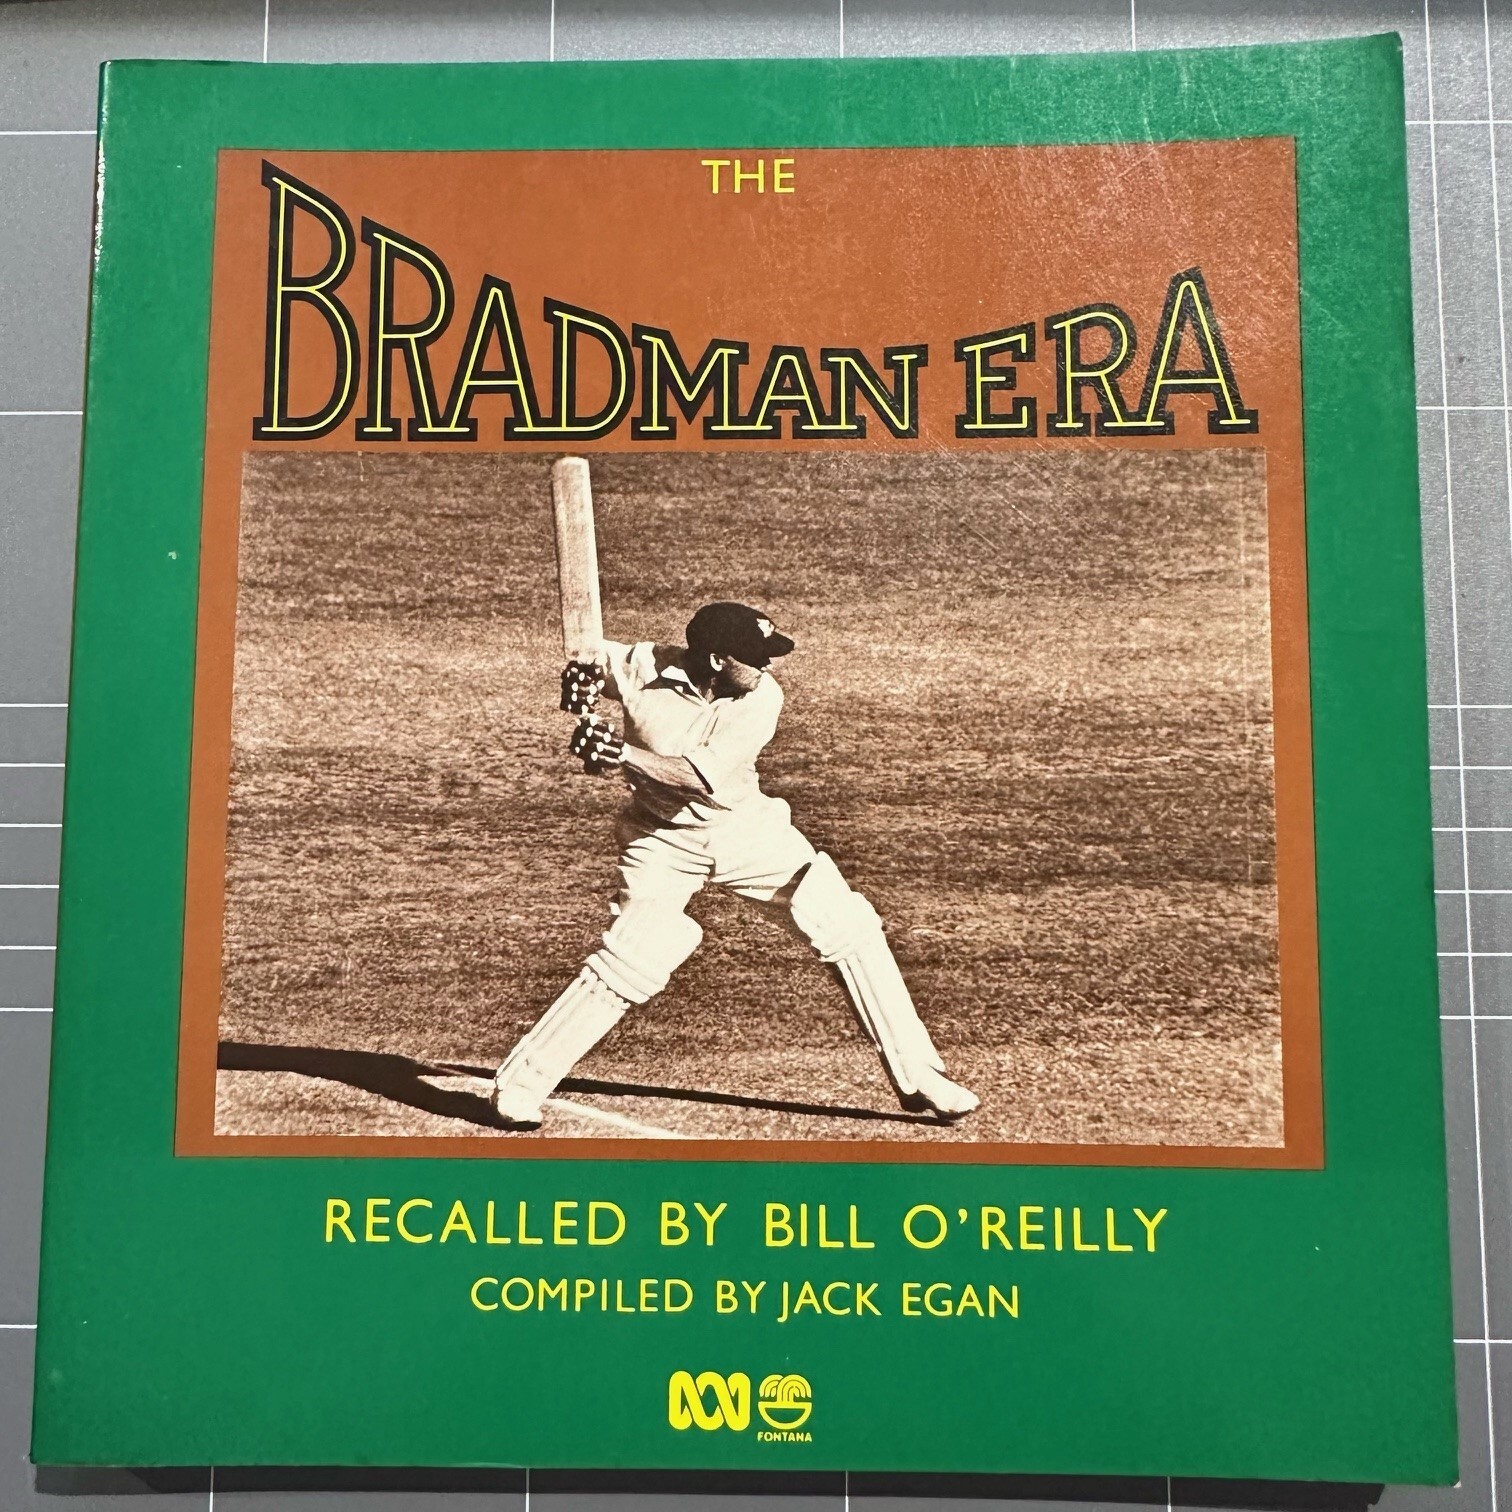 THE
BRADMAN ERA
RECALLED BY BILL O'REILLY
COMPILED BY JACK EGAN
FONTANA